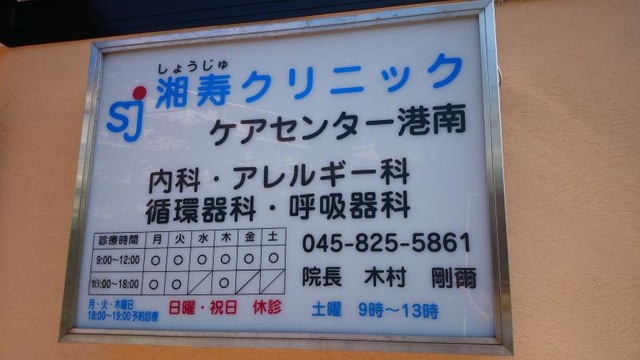 しょうじゅ
sj 湘寿クリニック
ケアセンター港南
内科・アレルギー科
循環器科・呼吸器科
診療時間 月 火 水 木 金 土
9:00~12:00 ○ ○ ○ ○ ○ ○
16:00~18:00 ○ ○ ／ ○ ／ ／
045-825-5861
院長 木村 剛爾
月・火・木曜日
18:00~19:00予約診療
日曜・祝日 休診
土曜 9時〜13時